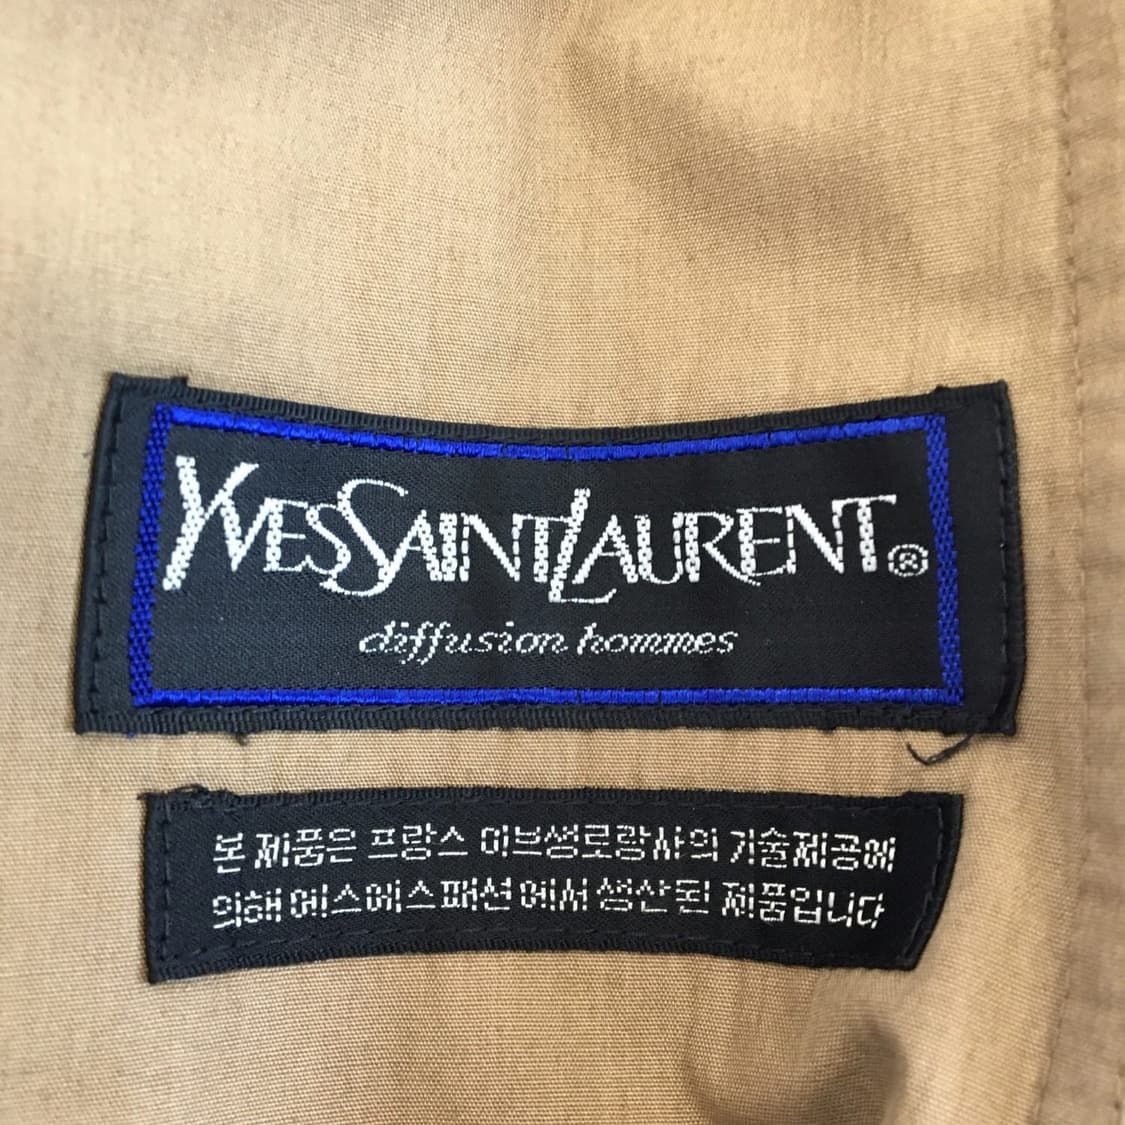 YVES SAINT LAURENT ®
diffusion hommes
본 제품은 프랑스 이브성로랑사의 기술제공에
의해 에스에스패션에서 생산된 제품입니다